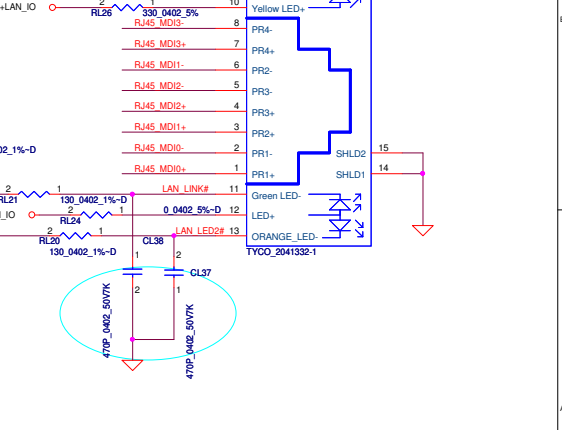 +LAN_IO
RL26
1
330_0402_5%
10
Yellow LED+
RJ45_MDI3-
8
PR4-
RJ45_MDI3+
7
PR4+
RJ45_MDI1-
6
PR2-
RJ45_MDI2-
5
PR3-
RJ45_MDI2+
4
PR3+
RJ45_MDI1+
3
PR2+
02_1%~D
RJ45_MDI0-
2
PR1-
SHLD2
15
RJ45_MDI0+
1
PR1+
SHLD1
14
2
1
RL21
130_0402_1%~D
LAN_LINK#
11
Green LED-
_IO
2
1
RL24
0_0402_5%~D
12
LED+
2
1
RL20
130_0402_1%~D
CL38
LAN_LED2#
13
ORANGE_LED-
TYCO_2041332-1
1
2
2
1
CL37
470P_0402_50V7K
470P_0402_50V7K